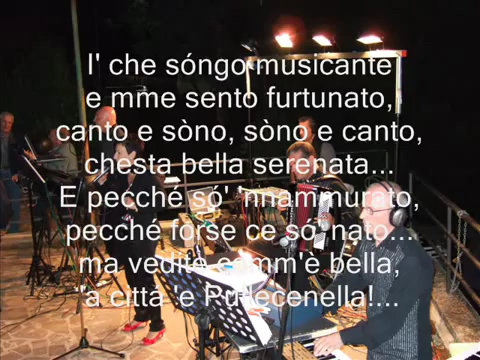 I' che sóngo musicante
e mme sento furtunato,
canto e sòno, sòno e canto,
chesta bella serenata...
E pecché só' 'nnammurato,
pecché forse ce só' nato...
ma vedite comm'è bella,
'a cittá 'e Pulecenella!...